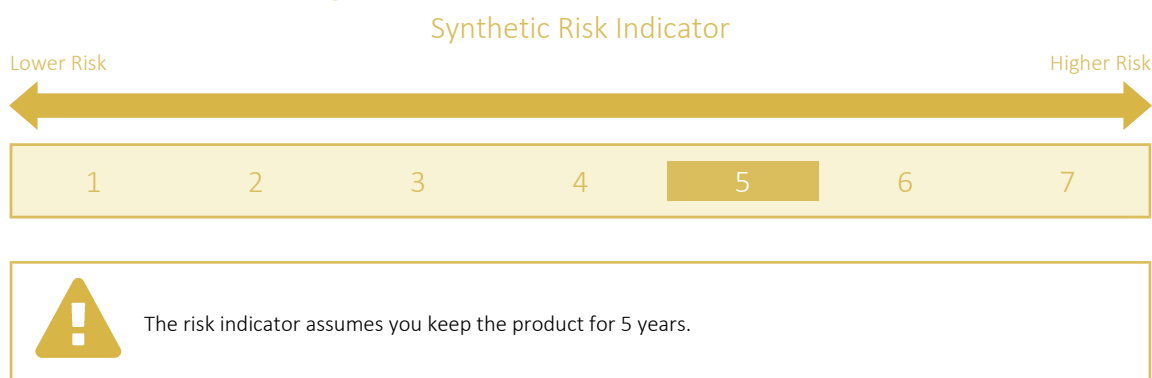 Synthetic Risk Indicator
Lower Risk Higher Risk
1 2 3 4 5 6 7
The risk indicator assumes you keep the product for 5 years.